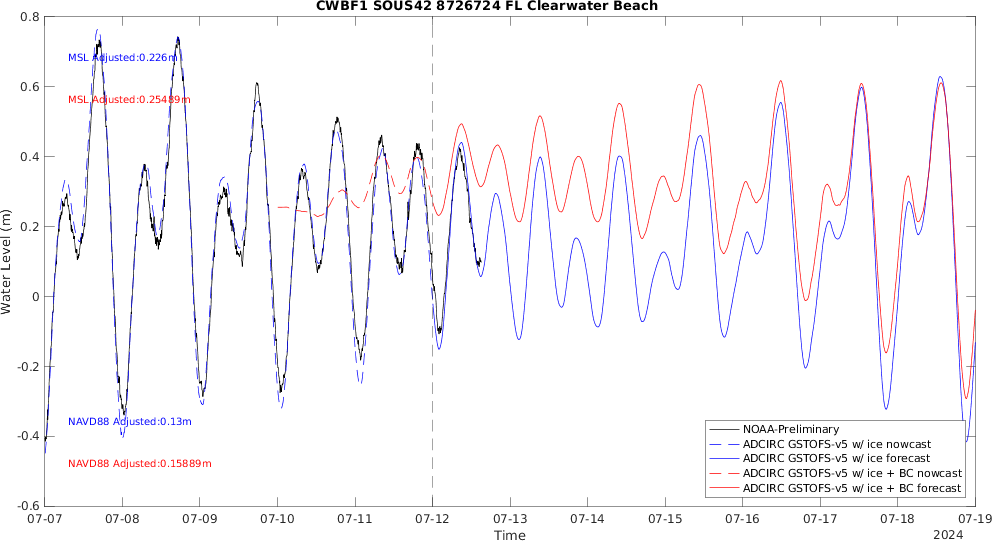 CWBF1 SOUS42 8726724 FL Clearwater Beach
0.8
MSL Adjusted:0.226m
0.6
MSL Adjusted:0.25489m
0.4
0.2
Water Level (m)
0
-0.2
NAVD88 Adjusted:0.13m
-0.4
NAVD88 Adjusted:0.15889m
-0.6
NOAA-Preliminary
ADCIRC GSTOFS-v5 w/ ice nowcast
ADCIRC GSTOFS-v5 w/ ice forecast
ADCIRC GSTOFS-v5 w/ ice + BC nowcast
ADCIRC GSTOFS-v5 w/ ice + BC forecast
07-07 07-08 07-09 07-10 07-11 07-12 07-13 07-14 07-15 07-16 07-17 07-18 07-19
Time
2024